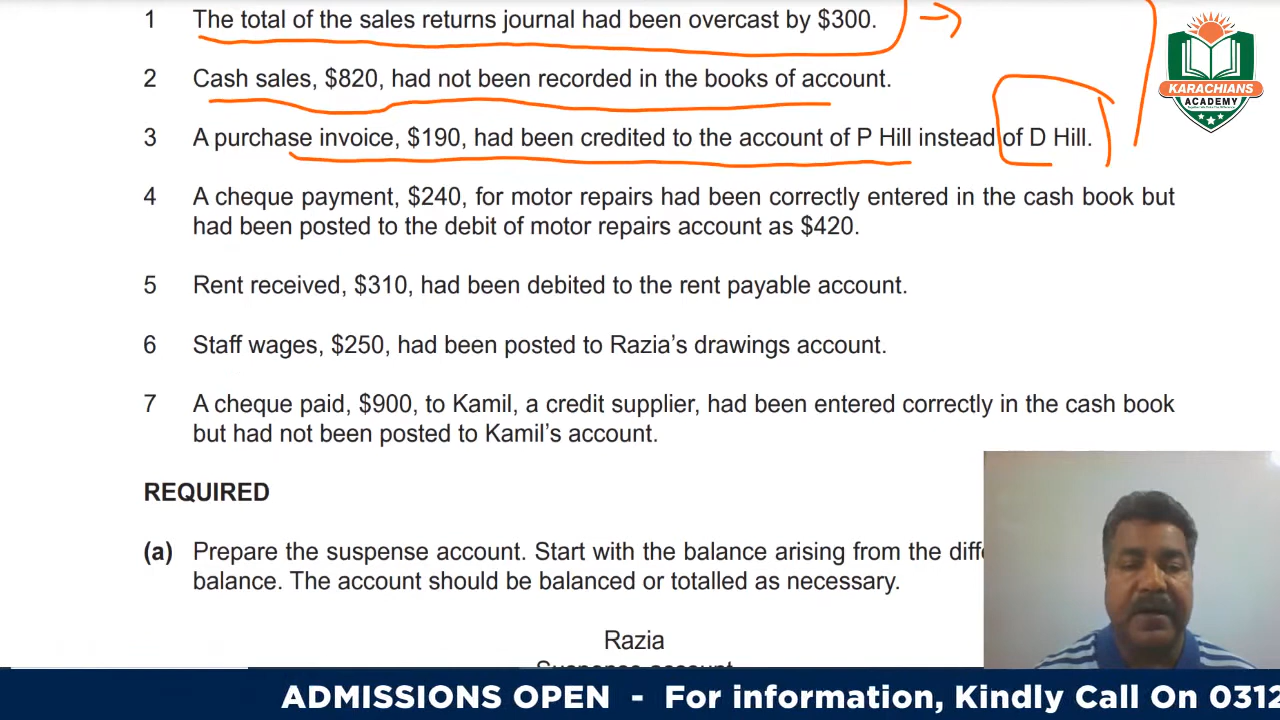 1 The total of the sales returns journal had been overcast by $300.
2 Cash sales, $820, had not been recorded in the books of account.
3 A purchase invoice, $190, had been credited to the account of P Hill instead of D Hill.
4 A cheque payment, $240, for motor repairs had been correctly entered in the cash book but
had been posted to the debit of motor repairs account as $420.
5 Rent received, $310, had been debited to the rent payable account.
6 Staff wages, $250, had been posted to Razia's drawings account.
7 A cheque paid, $900, to Kamil, a credit supplier, had been entered correctly in the cash book
but had not been posted to Kamil's account.
REQUIRED
(a) Prepare the suspense account. Start with the balance arising from the
balance. The account should be balanced or totalled as necessary.
Razia
Suspense account
KARACHIANS
ACADEMY
ADMISSIONS OPEN - For information, Kindly Call On 0312